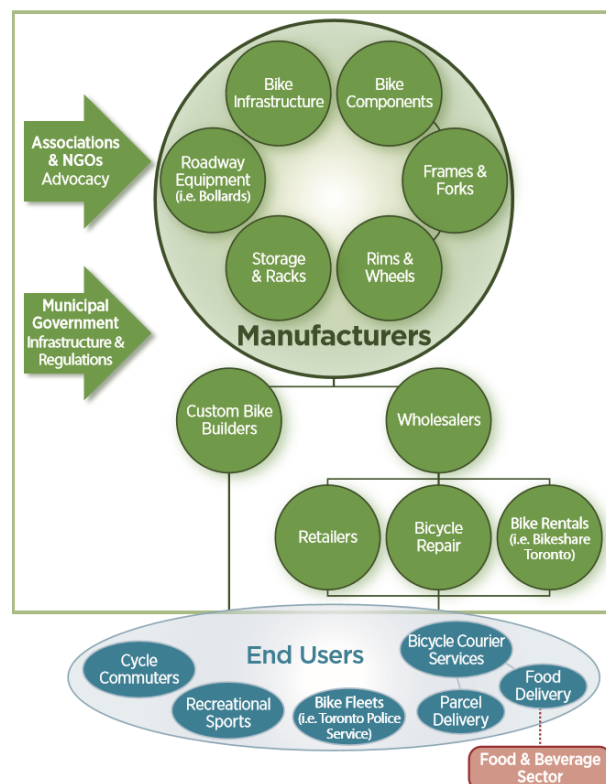 Bike
Infrastructure
Bike
Components
Associations
& NGOs
Advocacy
Roadway
Equipment
(i.e. Bollards)
Frames &
Forks
Storage
& Racks
Rims &
Wheels
Municipal
Government
Infrastructure &
Regulations
Manufacturers
Custom Bike
Builders
Wholesalers
Retailers
Bicycle
Repair
Bike Rentals
(i.e. Bikeshare
Toronto)
End Users
Cycle
Commuters
Recreational
Sports
Bike Fleets
(i.e. Toronto Police
Service)
Bicycle Courier
Services
Parcel
Delivery
Food
Delivery
Food & Beverage
Sector